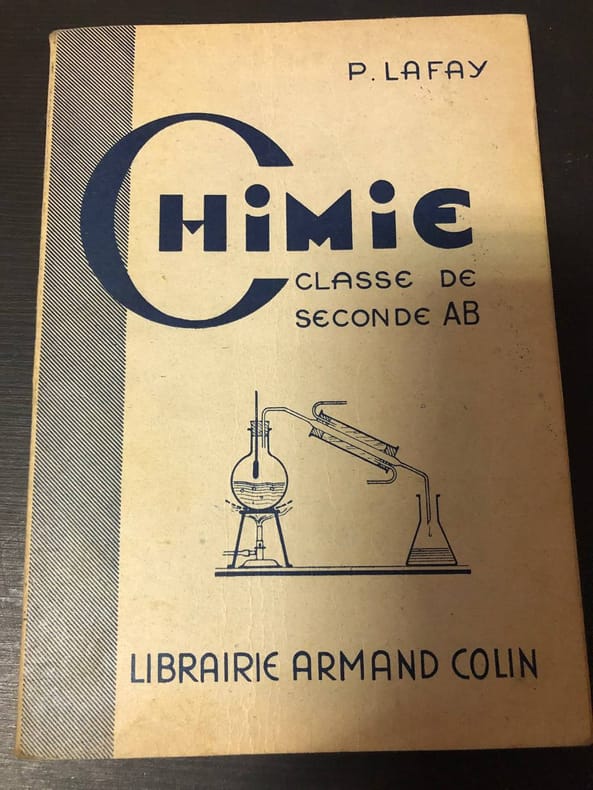 P. LAFAY
CHiMiE
CLASSE DE
SECONDE AB
LIBRAIRIE ARMAND COLIN